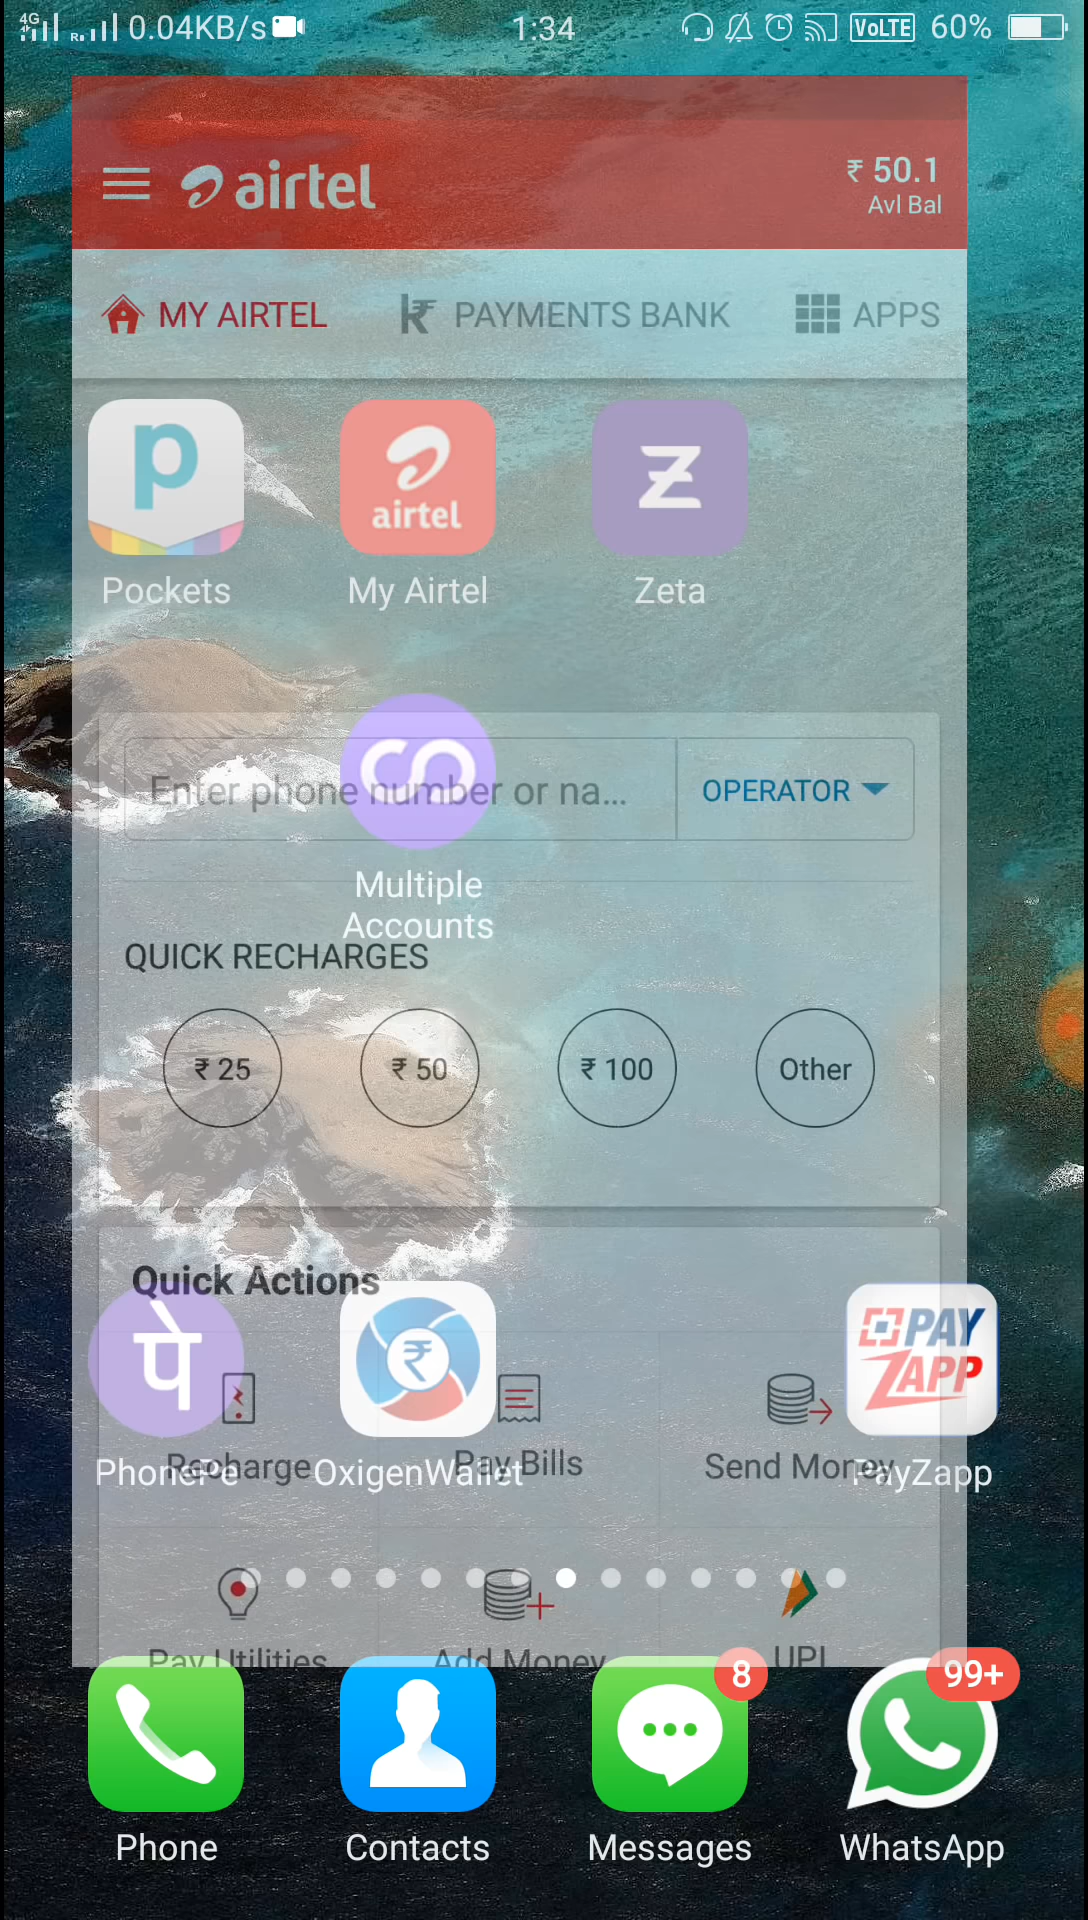 4G R 0.04KB/s 1:34 VoLTE 60%
airtel ₹ 50.1
Avl Bal
MY AIRTEL PAYMENTS BANK APPS
p airtel Z
Pockets My Airtel Zeta
Enter phone number or na... OPERATOR
Multiple
Accounts
QUICK RECHARGES
₹ 25 ₹ 50 ₹ 100 Other
Quick Actions
पे ₹ PAY
ZAPP
Recharge Pay Bills Send Money
PhonePe OxigenWallet PayZapp
Pay Utilities Add Money UPI
8 99+
Phone Contacts Messages WhatsApp